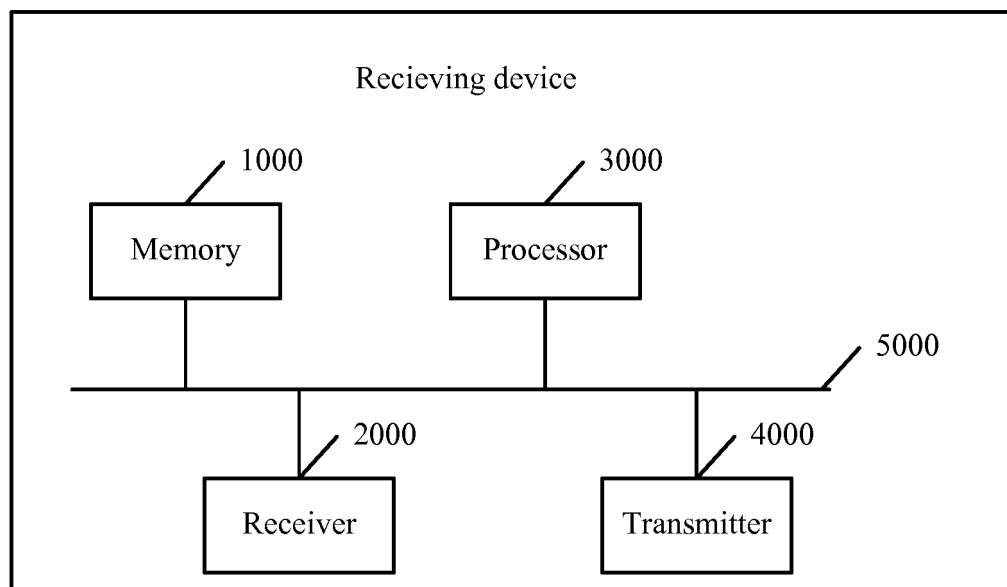 Recieving device
1000
3000
Memory
Processor
5000
2000
4000
Receiver
Transmitter